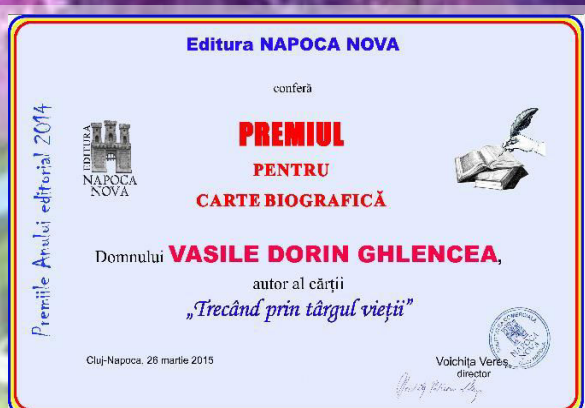 Editura NAPOCA NOVA
conferă
PREMIUL
PENTRU
CARTE BIOGRAFICĂ
Premiile Anului editorial 2014
EDITURA
NAPOCA
NOVA
Domnului VASILE DORIN GHLENCEA,
autor al cărții
„Trecând prin târgul vieții”
Cluj-Napoca, 26 martie 2015
Voichița Vereș,
director